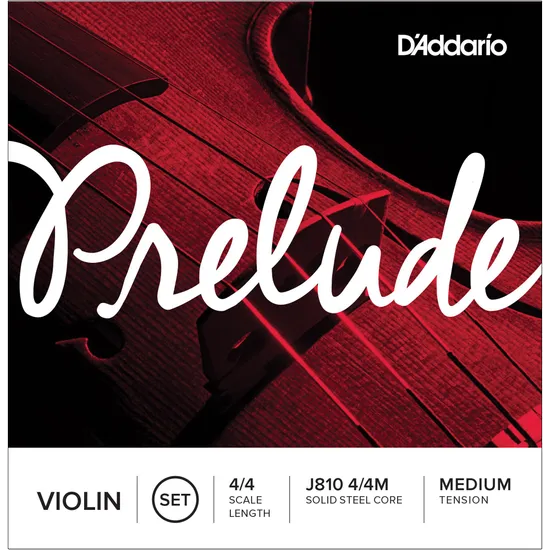 D'Addario
Prelude
VIOLIN
SET
4/4
SCALE
LENGTH
J810 4/4M
SOLID STEEL CORE
MEDIUM
TENSION